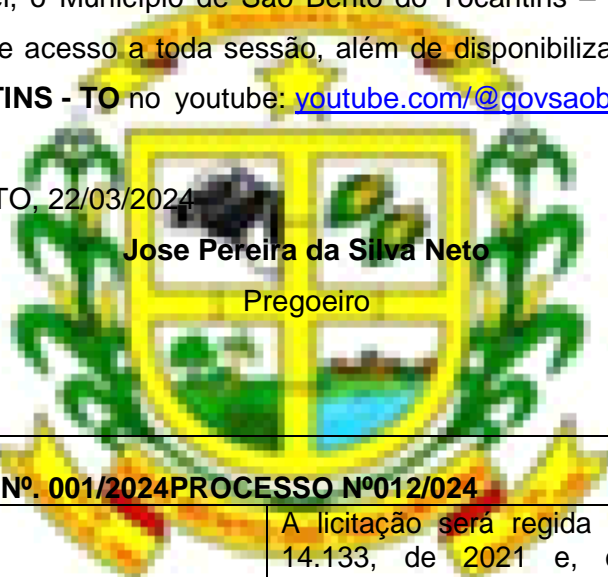 o Município de São Bento do Tocantins –
e acesso a toda sessão, além de disponibiliza
TINS - TO no youtube: youtube.com/@govsaob
TO, 22/03/2024
Jose Pereira da Silva Neto
Pregoeiro
Nº. 001/2024PROCESSO Nº012/024
A licitação será regida
14.133, de 2021 e,